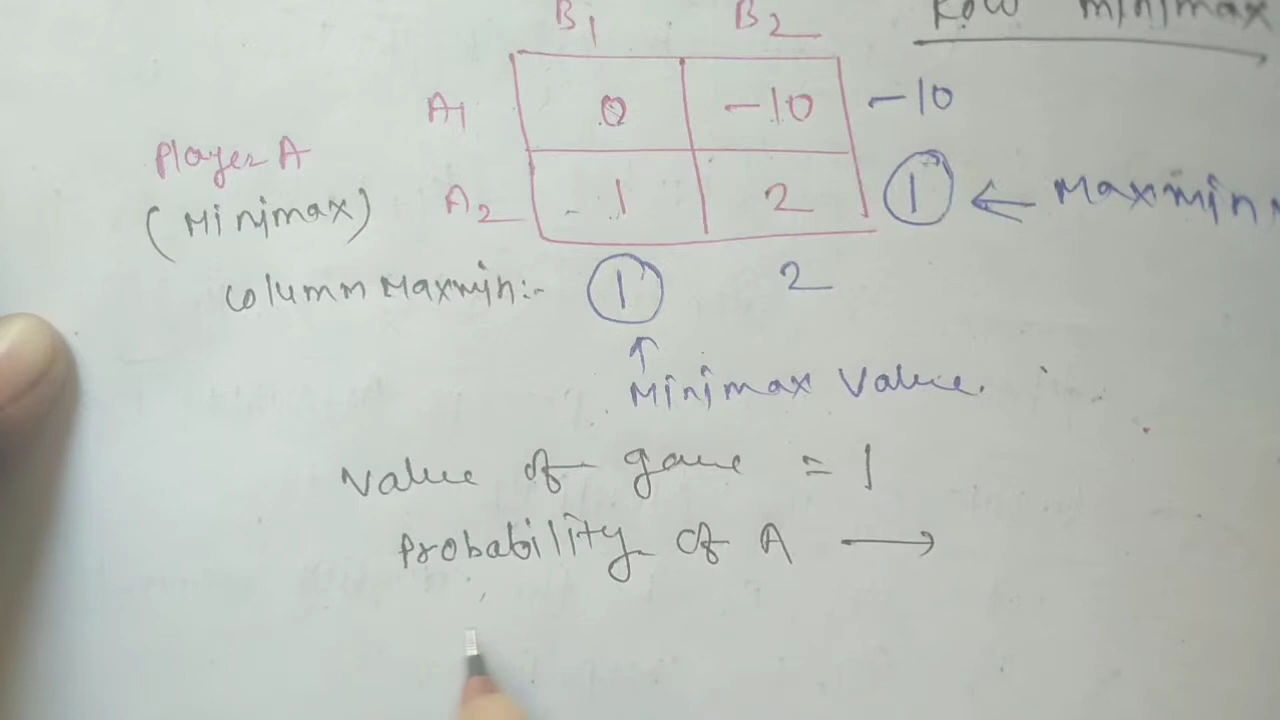 B1 B2 Row minimax
A1 0 -10 -10
Player A
(Minimax) A2 1 2 1 ← Maxmin
Column Maxmin:- 1 2
↑
Minimax Value.
Value of game = 1
Probability of A →